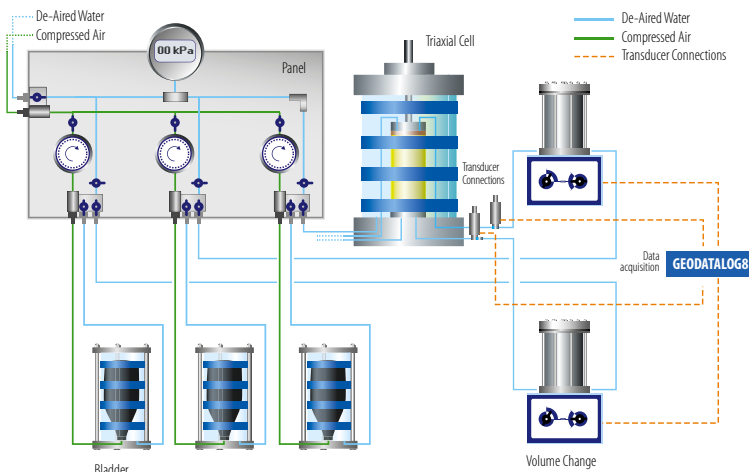 De-Aired Water
Compressed Air
00 kPa
Panel
Triaxial Cell
De-Aired Water
Compressed Air
Transducer Connections
Transducer
Connections
Data
acquisition
GEODATALOG8
Volume Change
Bladder